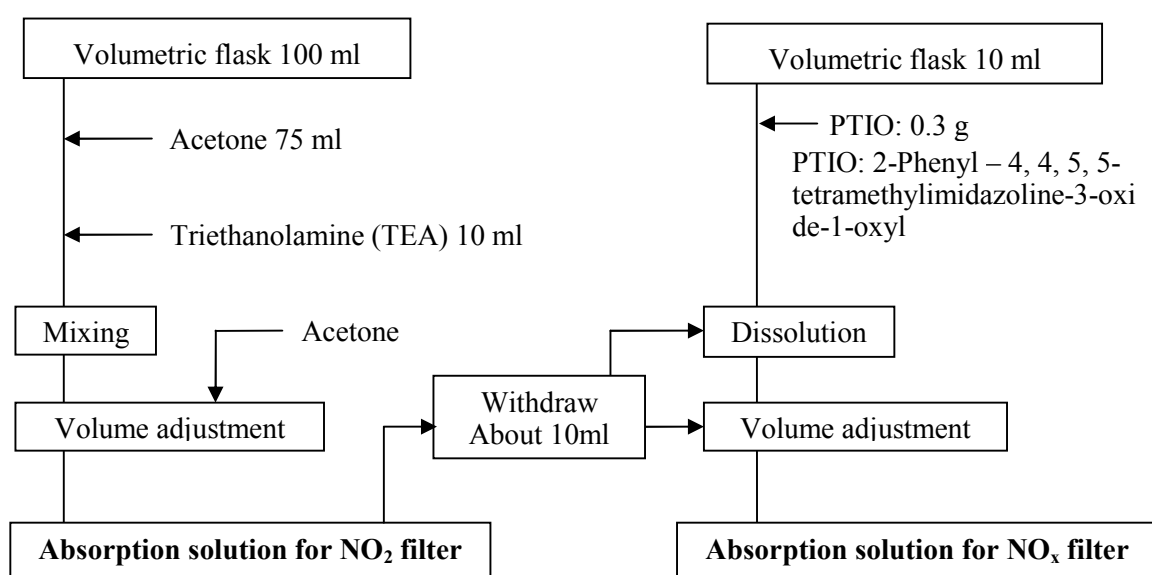 Volumetric flask 100 ml
Acetone 75 ml
Triethanolamine (TEA) 10 ml
Mixing
Acetone
Volume adjustment
Absorption solution for NO₂ filter
Withdraw
About 10ml
Volumetric flask 10 ml
PTIO: 0.3 g
PTIO: 2-Phenyl – 4, 4, 5, 5-
tetramethylimidazoline-3-oxi
de-1-oxyl
Dissolution
Volume adjustment
Absorption solution for NOₓ filter